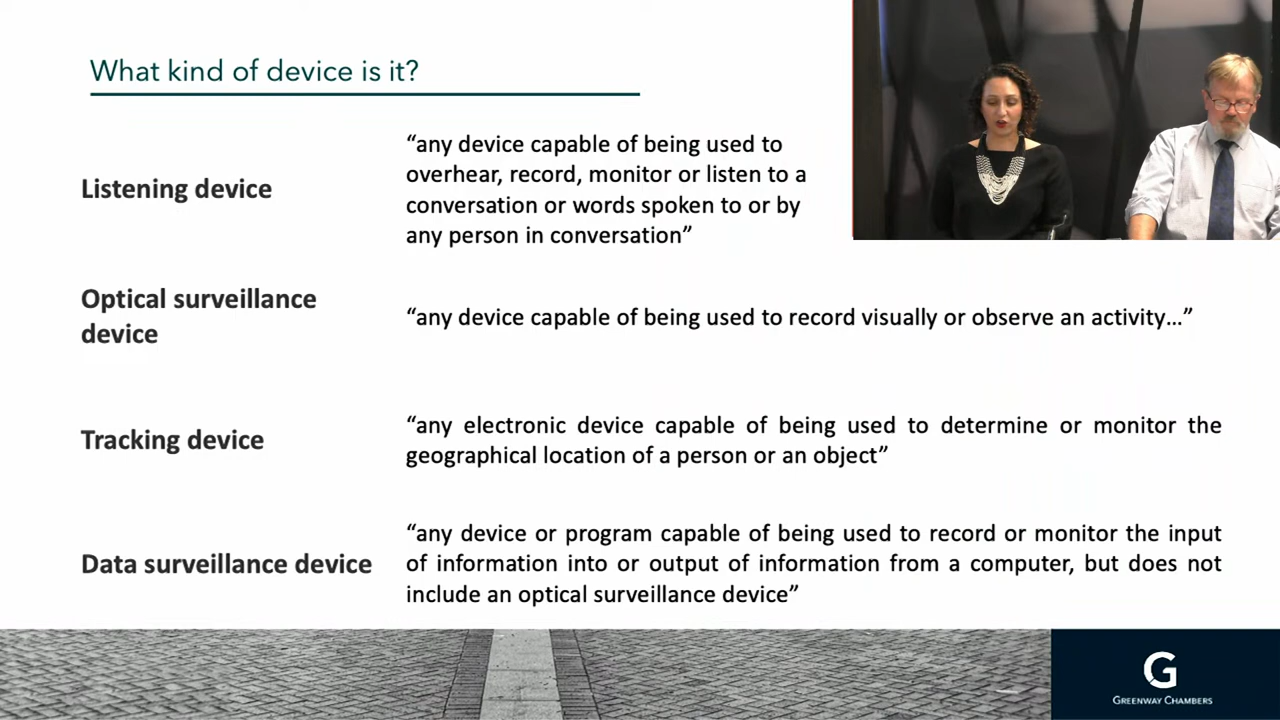 What kind of device is it?
Listening device
“any device capable of being used to
overhear, record, monitor or listen to a
conversation or words spoken to or by
any person in conversation”
Optical surveillance
device
“any device capable of being used to record visually or observe an activity…”
Tracking device
“any electronic device capable of being used to determine or monitor the
geographical location of a person or an object”
Data surveillance device
“any device or program capable of being used to record or monitor the input
of information into or output of information from a computer, but does not
include an optical surveillance device”
G
GREENWAY CHAMBERS